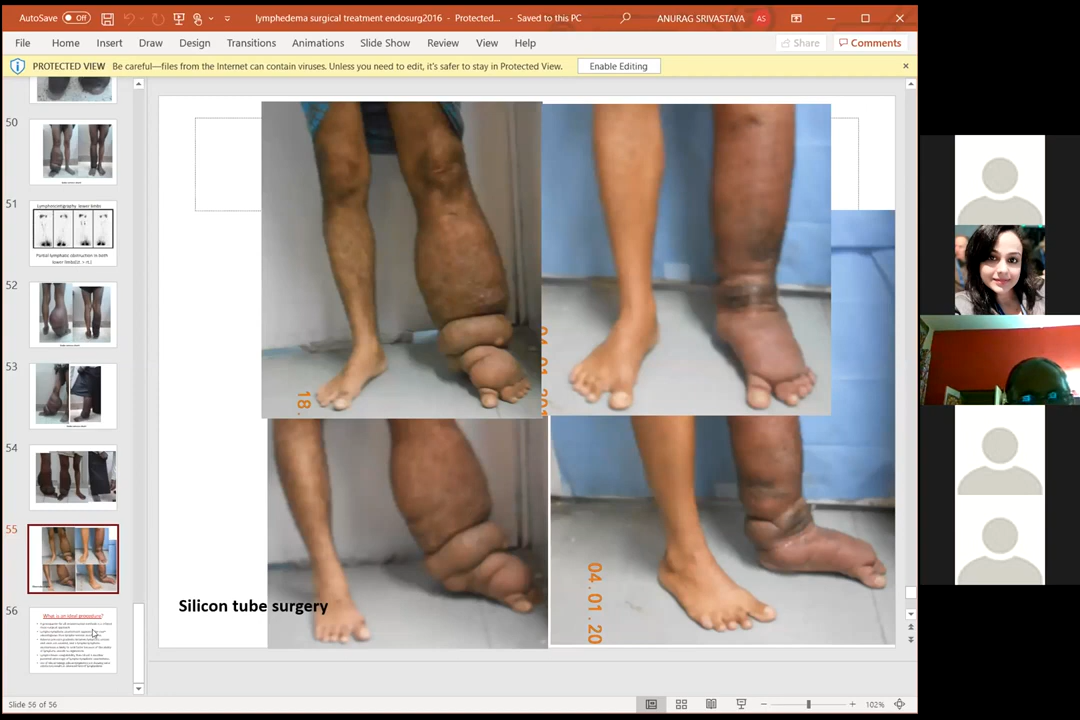 AutoSave Off lymphedema surgical treatment endosurg2016 - Protected... - Saved to this PC ANURAG SRIVASTAVA AS
File Home Insert Draw Design Transitions Animations Slide Show Review View Help Share Comments
PROTECTED VIEW Be careful—files from the Internet can contain viruses. Unless you need to edit, it's safer to stay in Protected View. Enable Editing
50
51
Lymphoscintigraphy lower limbs
Partial lymphatic obstruction in both
52
53
54
55
56
What is an ideal procedure?
18.
04.01.201
04.01.20
Silicon tube surgery
Slide 56 of 56 102%